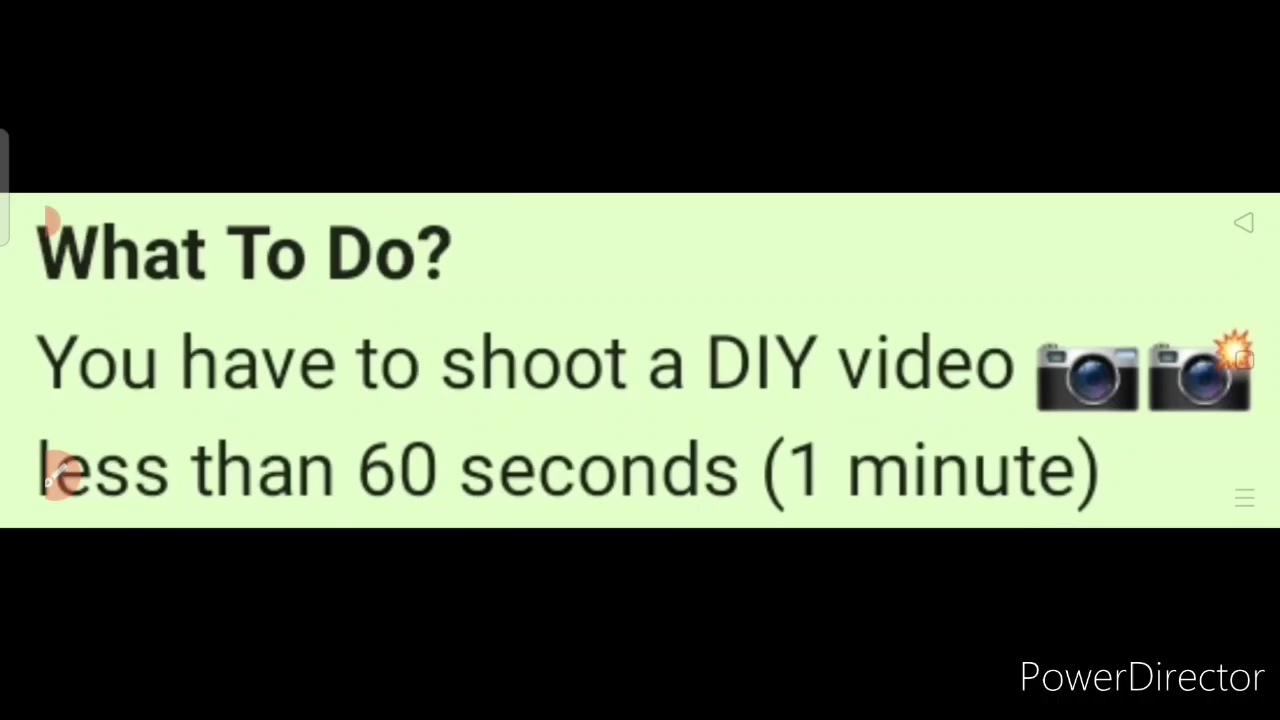 What To Do?
You have to shoot a DIY video 📷📸
less than 60 seconds (1 minute)
PowerDirector